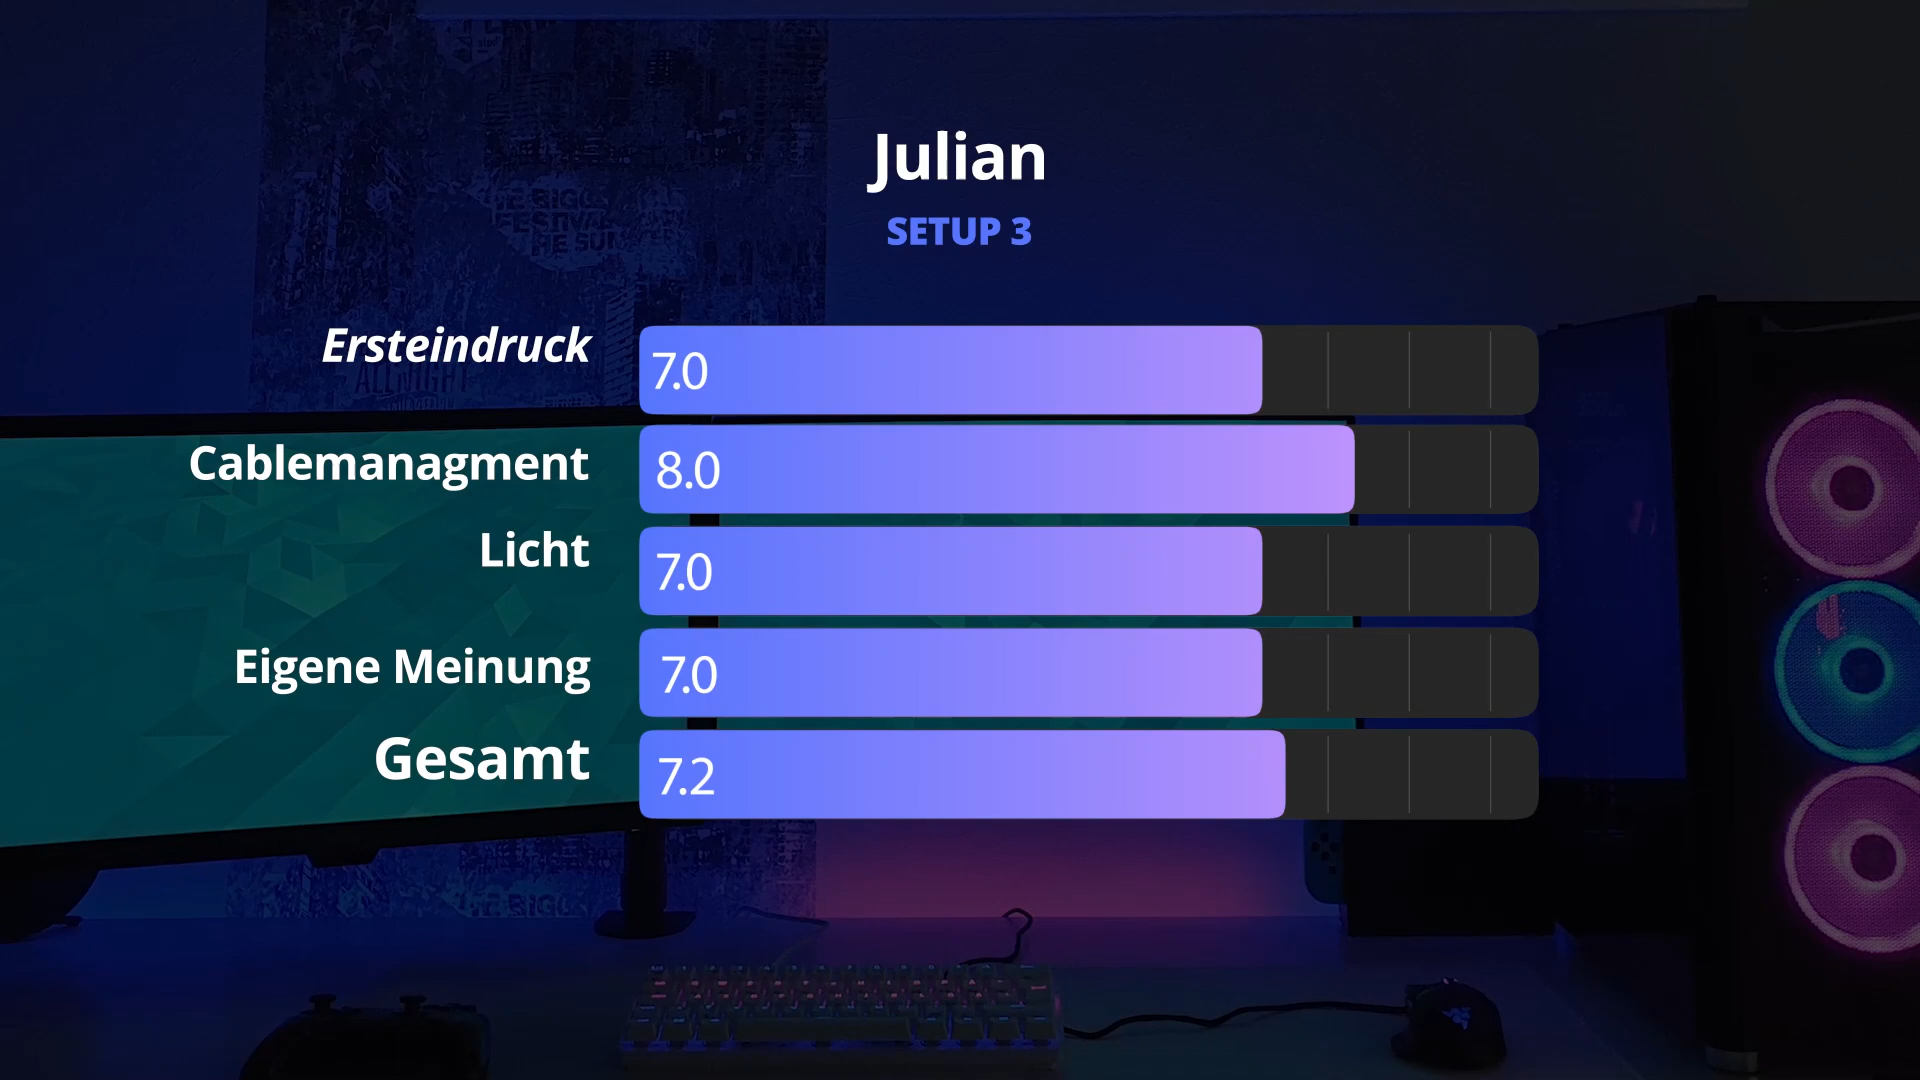 Julian
SETUP 3
Ersteindruck 7.0
Cablemanagment 8.0
Licht 7.0
Eigene Meinung 7.0
Gesamt 7.2
ALLNIGHT